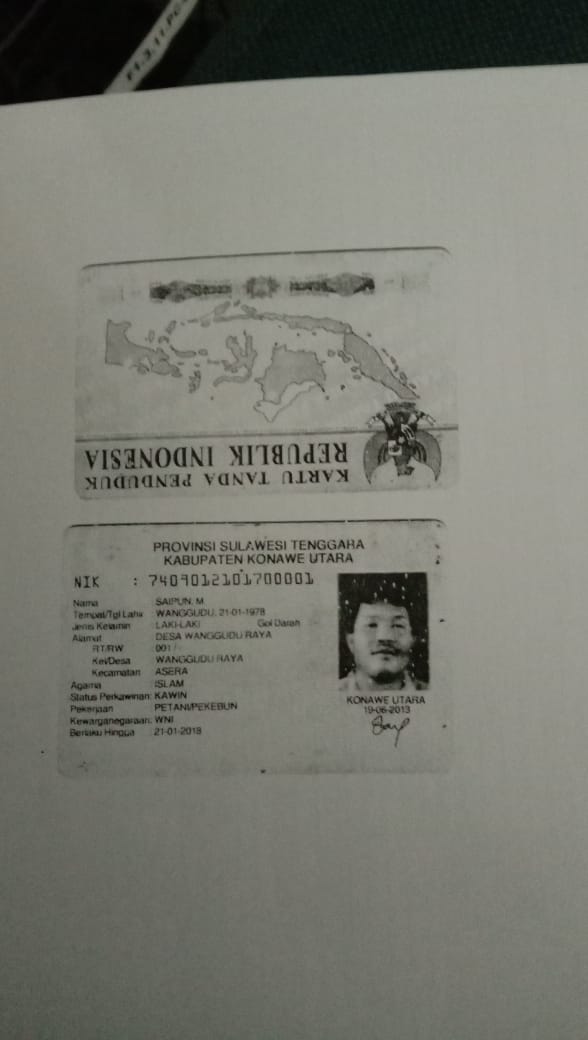 KARTU TANDA PENDUDUK
REPUBLIK INDONESIA
PROVINSI SULAWESI TENGGARA
KABUPATEN KONAWE UTARA
NIK : 7409012101700001
Nama : SAIPUN. M
Tempat/Tgl Lahir : WANGGUDU, 21-01-1978
Jenis Kelamin : LAKI-LAKI Gol Darah
Alamat : DESA WANGGUDU RAYA
RT/RW : 001 /
Kel/Desa : WANGGUDU RAYA
Kecamatan : ASERA
Agama : ISLAM
Status Perkawinan: KAWIN
Pekerjaan : PETANI/PEKEBUN
Kewarganegaraan: WNI
Berlaku Hingga : 21-01-2018
KONAWE UTARA
19-06-2013